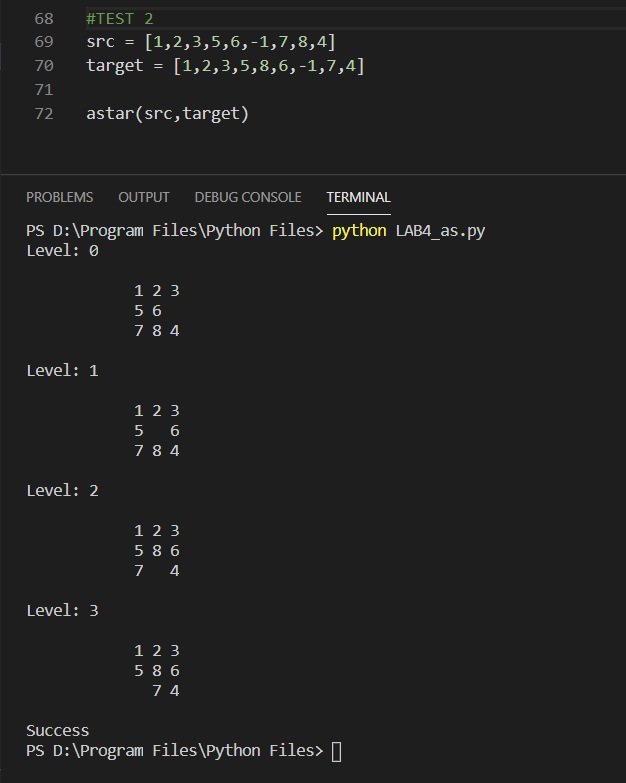 68 #TEST 2
69 src = [1,2,3,5,6,-1,7,8,4]
70 target = [1,2,3,5,8,6,-1,7,4]
71
72 astar(src,target)
PROBLEMS OUTPUT DEBUG CONSOLE TERMINAL
PS D:\Program Files\Python Files> python LAB4_as.py
Level: 0
1 2 3
5 6
7 8 4
Level: 1
1 2 3
5   6
7 8 4
Level: 2
1 2 3
5 8 6
7   4
Level: 3
1 2 3
5 8 6
  7 4
Success
PS D:\Program Files\Python Files>